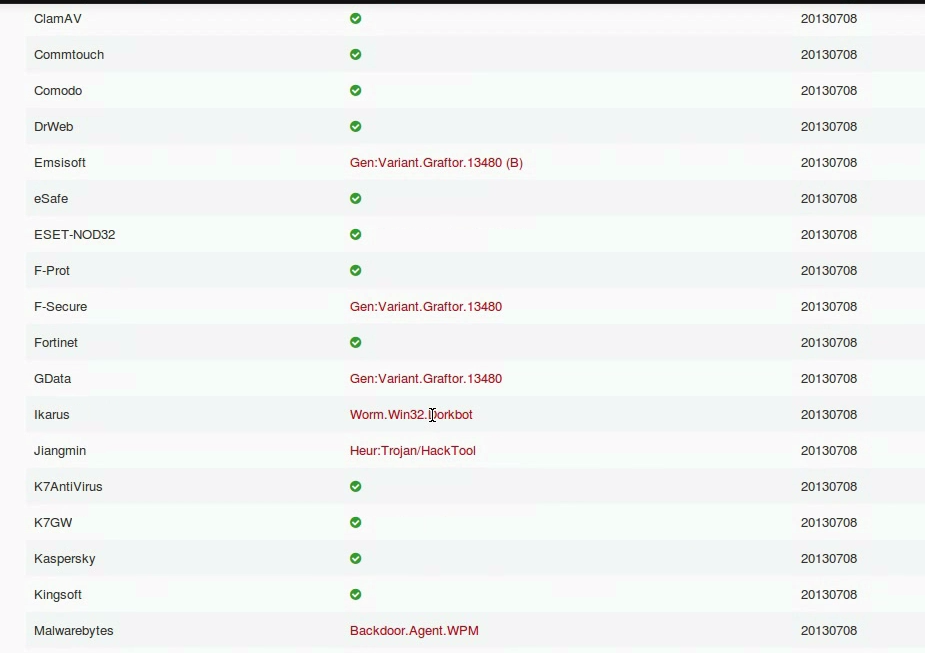 ClamAV 20130708
Commtouch 20130708
Comodo 20130708
DrWeb 20130708
Emsisoft Gen:Variant.Graftor.13480 (B) 20130708
eSafe 20130708
ESET-NOD32 20130708
F-Prot 20130708
F-Secure Gen:Variant.Graftor.13480 20130708
Fortinet 20130708
GData Gen:Variant.Graftor.13480 20130708
Ikarus Worm.Win32.Dorkbot 20130708
Jiangmin Heur:Trojan/HackTool 20130708
K7AntiVirus 20130708
K7GW 20130708
Kaspersky 20130708
Kingsoft 20130708
Malwarebytes Backdoor.Agent.WPM 20130708